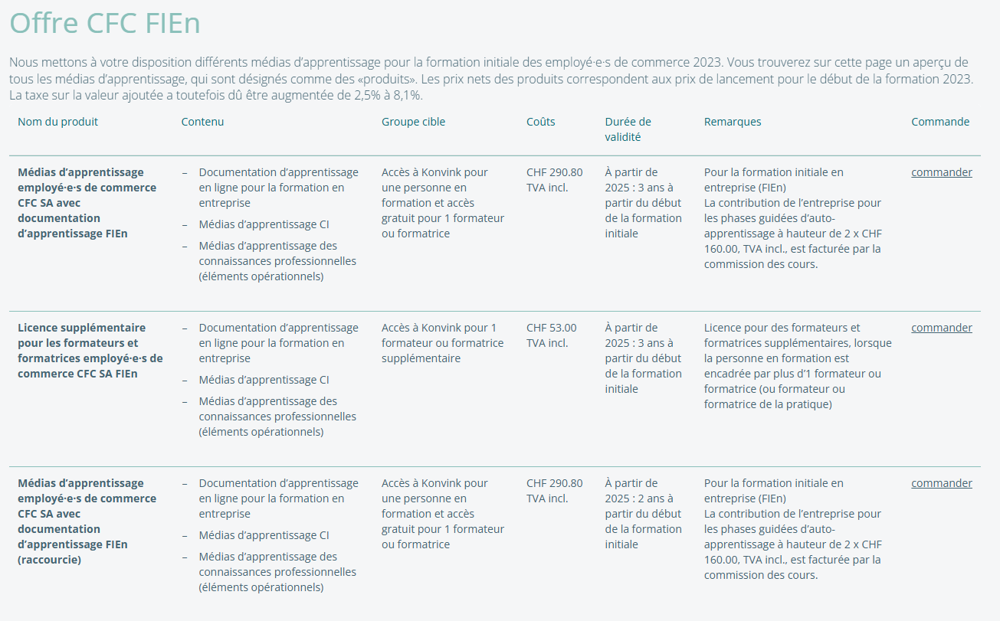 Offre CFC FIEn
Nous mettons à votre disposition différents médias d’apprentissage pour la formation initiale des employé·e·s de commerce 2023. Vous trouverez sur cette page un aperçu de
tous les médias d’apprentissage, qui sont désignés comme des «produits». Les prix nets des produits correspondent aux prix de lancement pour le début de la formation 2023.
La taxe sur la valeur ajoutée a toutefois dû être augmentée de 2,5% à 8,1%.
Nom du produit
Contenu
Groupe cible
Coûts
Durée de
validité
Remarques
Commande
Médias d’apprentissage
employé·e·s de commerce
CFC SA avec
documentation
d’apprentissage FIEn
– Documentation d’apprentissage
en ligne pour la formation en
entreprise
– Médias d’apprentissage CI
– Médias d’apprentissage des
connaissances professionnelles
(éléments opérationnels)
Accès à Konvink pour
une personne en
formation et accès
gratuit pour 1 formateur
ou formatrice
CHF 290.80
TVA incl.
À partir de
2025 : 3 ans à
partir du début
de la formation
initiale
Pour la formation initiale en
entreprise (FIEn)
La contribution de l’entreprise pour
les phases guidées d’auto-
apprentissage à hauteur de 2 x CHF
160.00, TVA incl., est facturée par la
commission des cours.
commander
Licence supplémentaire
pour les formateurs et
formatrices employé·e·s de
commerce CFC SA FIEn
– Documentation d’apprentissage
en ligne pour la formation en
entreprise
– Médias d’apprentissage CI
– Médias d’apprentissage des
connaissances professionnelles
(éléments opérationnels)
Accès à Konvink pour 1
formateur ou formatrice
supplémentaire
CHF 53.00
TVA incl.
À partir de
2025 : 3 ans à
partir du début
de la formation
initiale
Licence pour des formateurs et
formatrices supplémentaires, lorsque
la personne en formation est
encadrée par plus d’1 formateur ou
formatrice (ou formateur ou
formatrice de la pratique)
commander
Médias d’apprentissage
employé·e·s de commerce
CFC SA avec
documentation
d’apprentissage FIEn
(raccourcie)
– Documentation d’apprentissage
en ligne pour la formation en
entreprise
– Médias d’apprentissage CI
– Médias d’apprentissage des
connaissances professionnelles
(éléments opérationnels)
Accès à Konvink pour
une personne en
formation et accès
gratuit pour 1 formateur
ou formatrice
CHF 290.80
TVA incl.
À partir de
2025 : 2 ans à
partir du début
de la formation
initiale
Pour la formation initiale en
entreprise (FIEn)
La contribution de l’entreprise pour
les phases guidées d’auto-
apprentissage à hauteur de 2 x CHF
160.00, TVA incl., est facturée par la
commission des cours.
commander